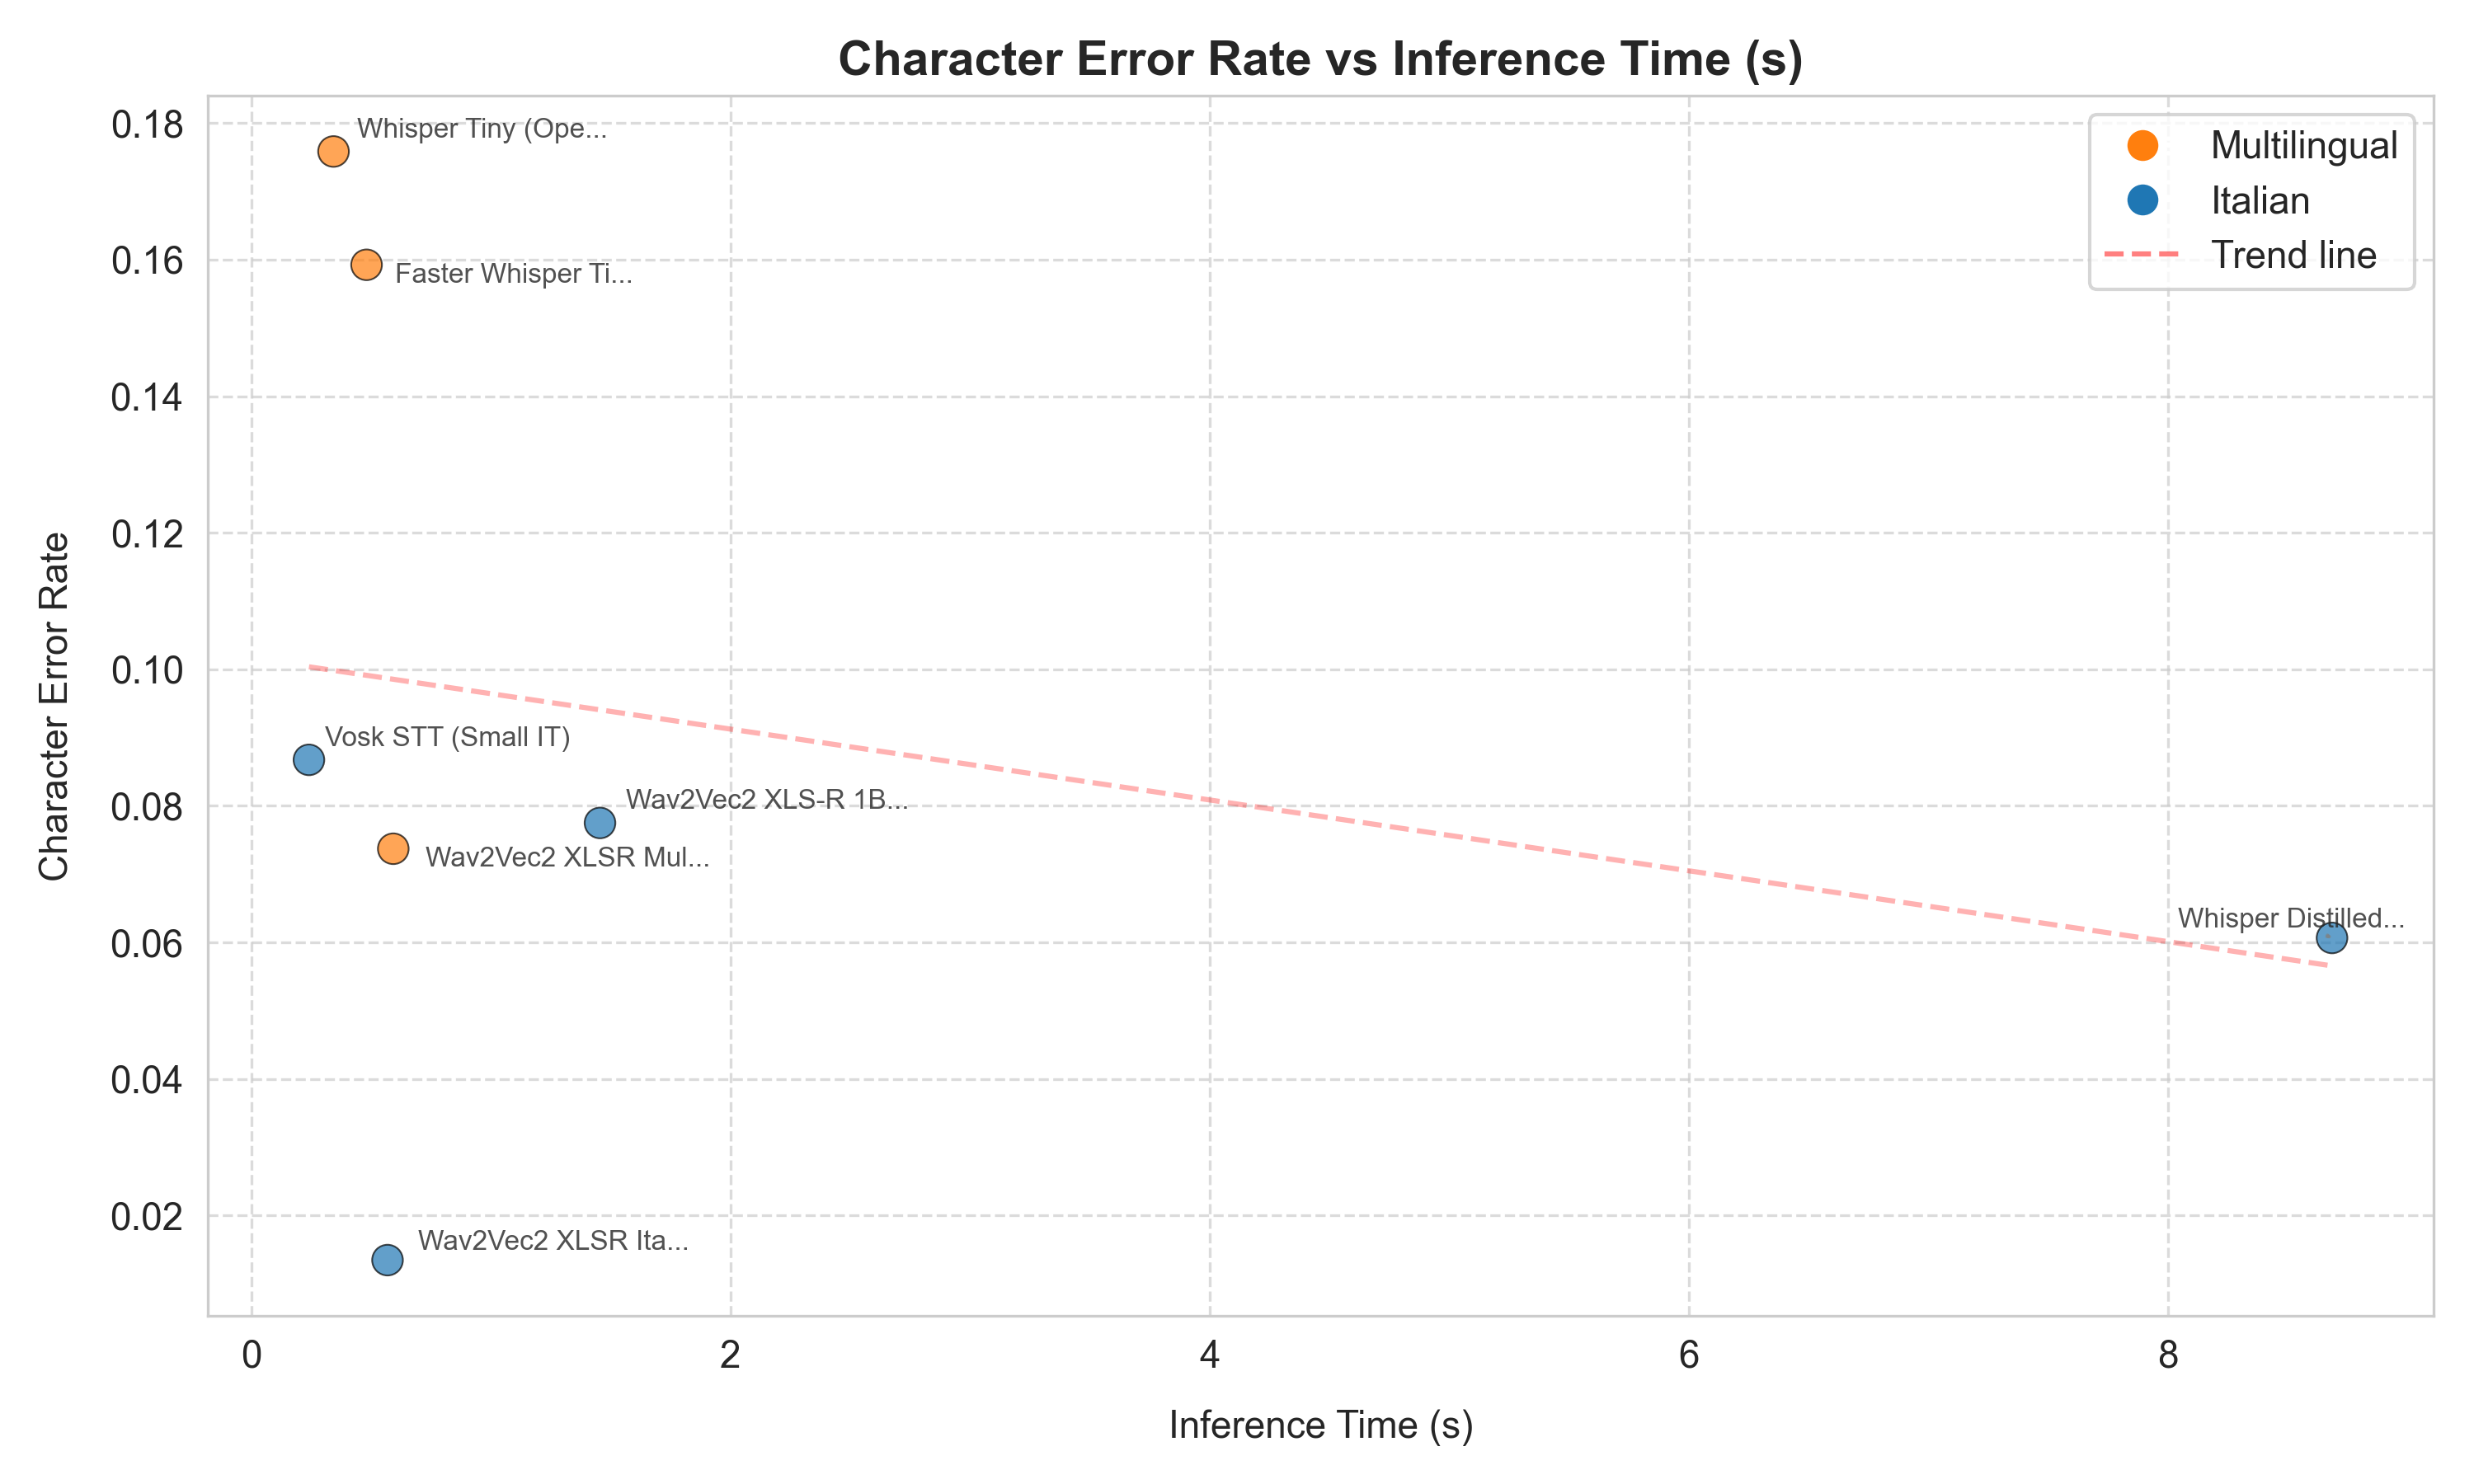 Character Error Rate vs Inference Time (s)
0.18
0.16
0.14
0.12
0.10
0.08
0.06
0.04
0.02
Character Error Rate
Whisper Tiny (Ope...
Faster Whisper Ti...
Vosk STT (Small IT)
Wav2Vec2 XLS-R 1B...
Wav2Vec2 XLSR Mul...
Whisper Distilled...
Wav2Vec2 XLSR Ita...
Multilingual
Italian
Trend line
0 2 4 6 8
Inference Time (s)